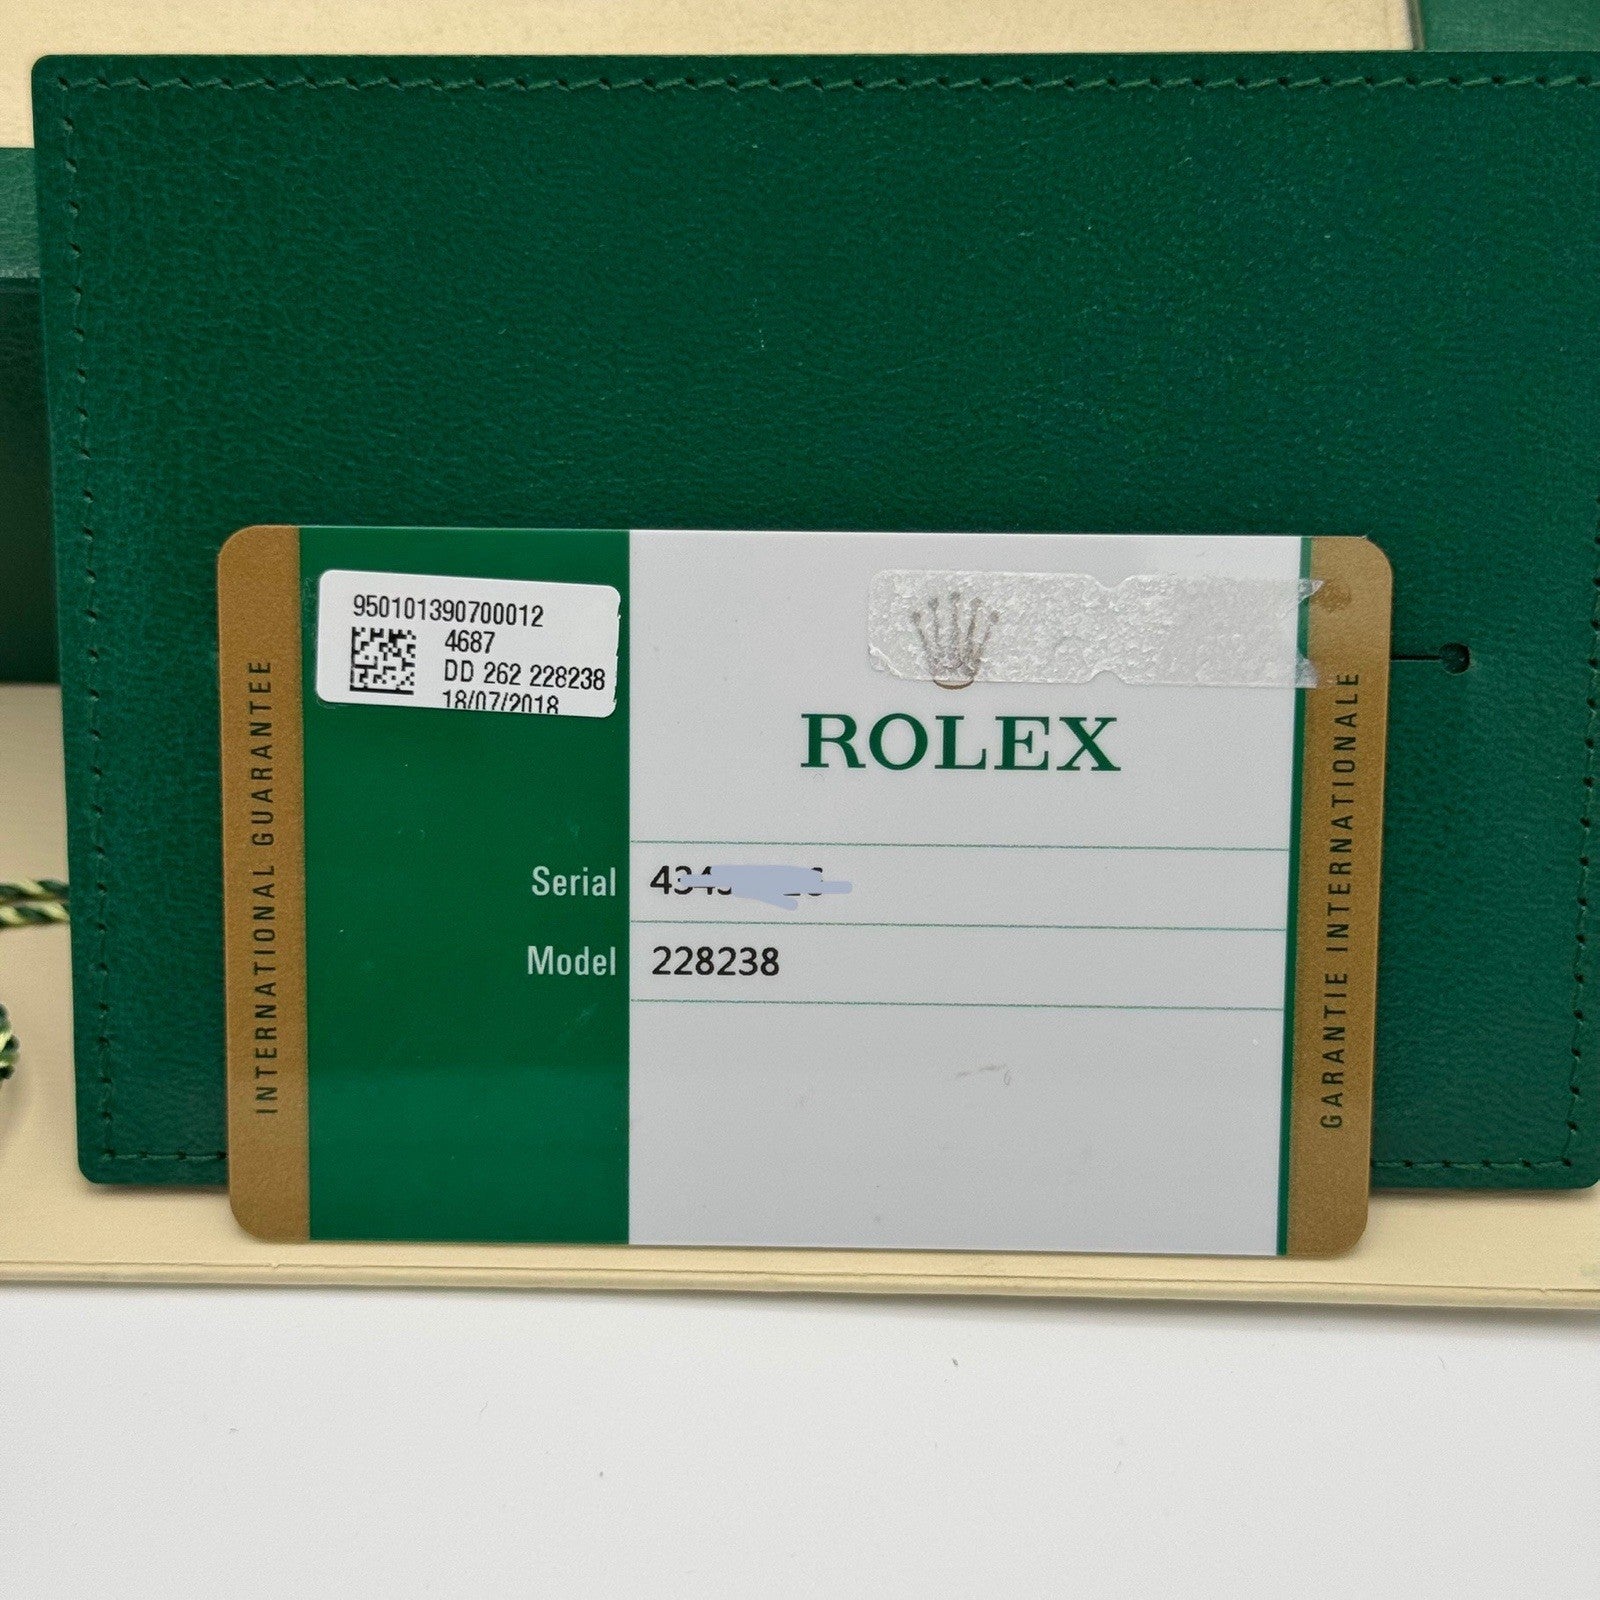 950101390700012
4687
DD 262 228238
18/07/2018
ROLEX
Serial
Model 228238
INTERNATIONAL GUARANTEE
GARANTIE INTERNATIONALE